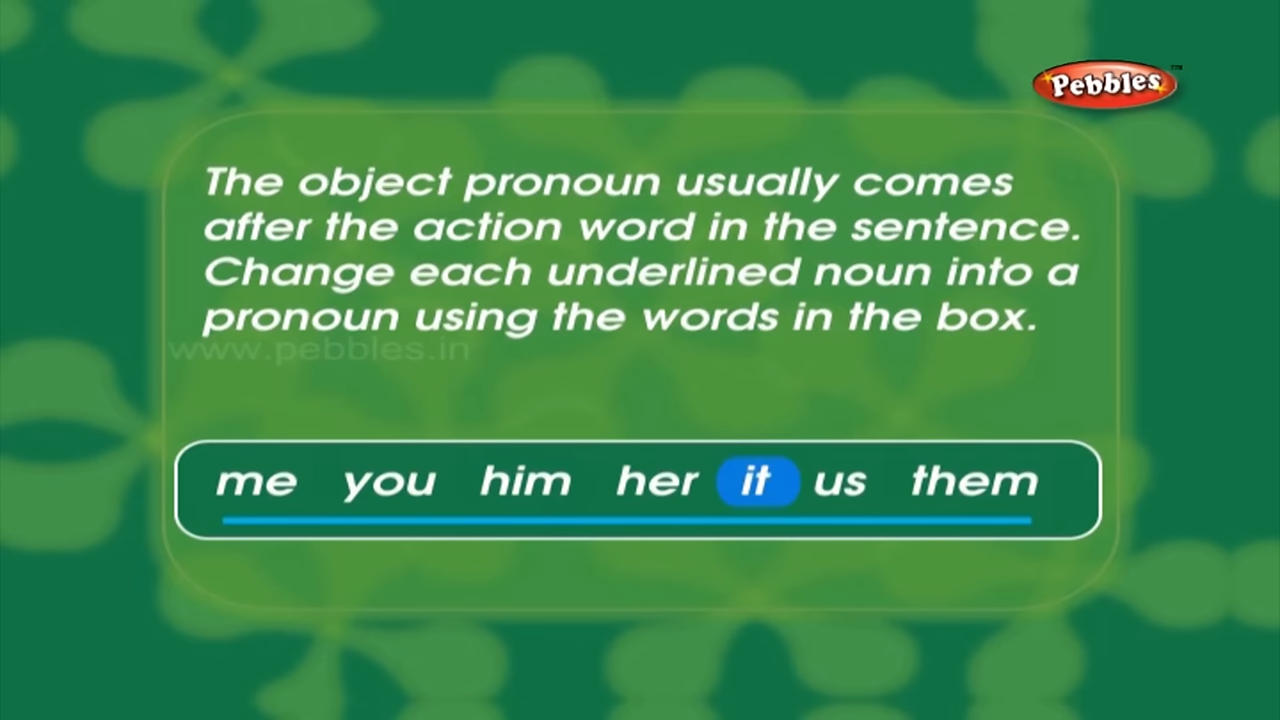 Pebbles™
The object pronoun usually comes
after the action word in the sentence.
Change each underlined noun into a
pronoun using the words in the box.
www.pebbles.in
me you him her it us them